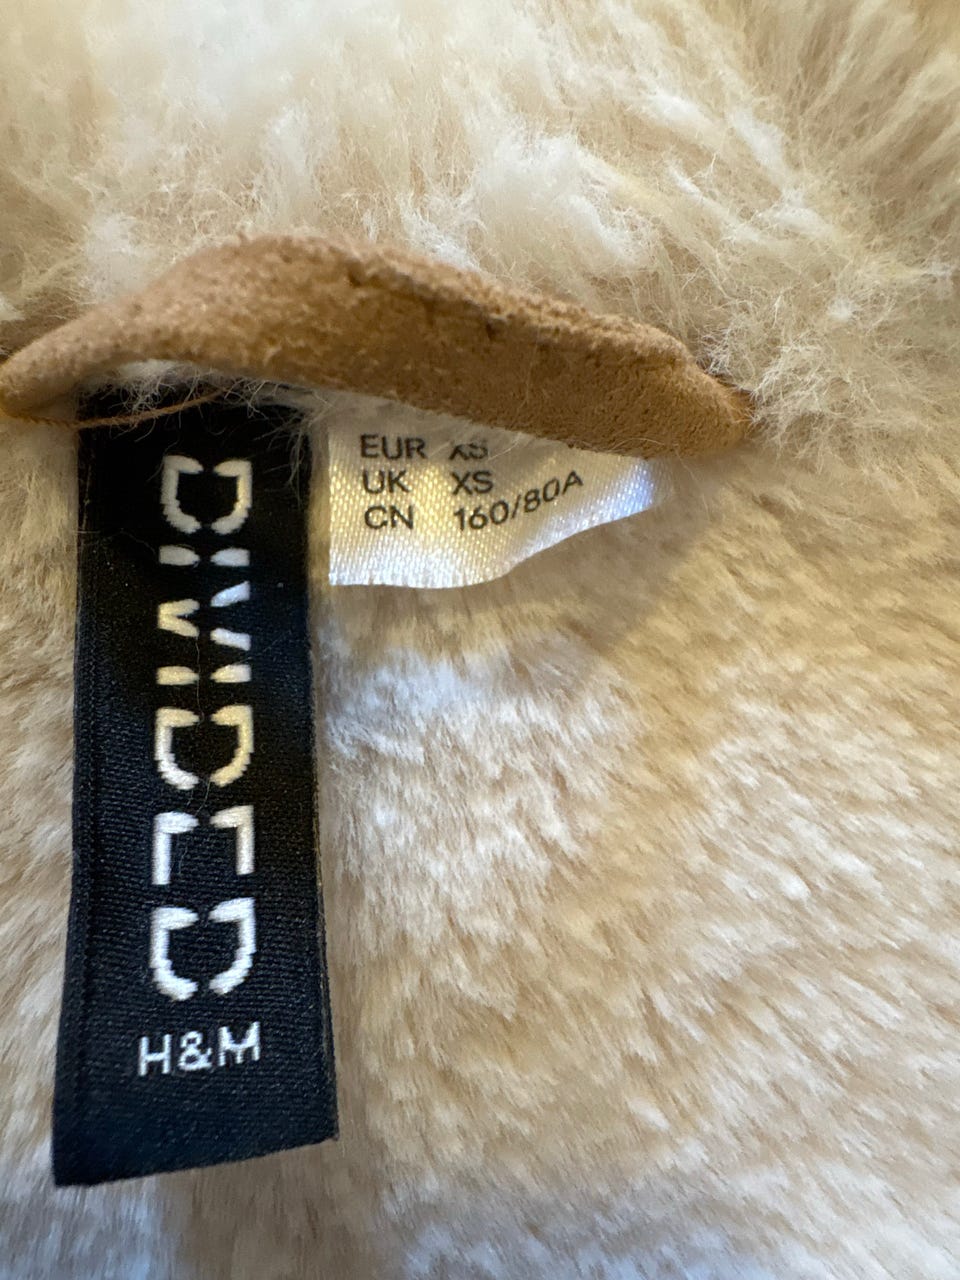 DIVIDED
H&M
EUR XS
UK XS
CN 160/80A